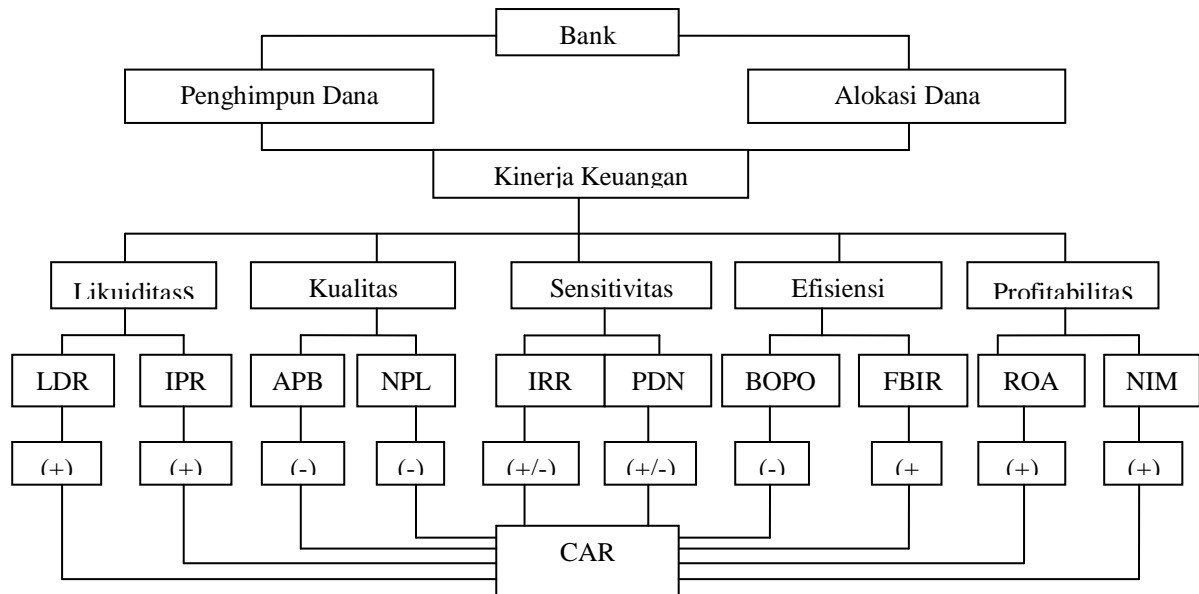 Bank
Penghimpun Dana
Alokasi Dana
Kinerja Keuangan
Likuiditass
Kualitas
Sensitivitas
Efisiensi
Profitabilitas
LDR
IPR
APB
NPL
IRR
PDN
BOPO
FBIR
ROA
NIM
(+)
(+)
(-)
(-)
(+/-)
(+/-)
(-)
(+
(+)
(+)
CAR